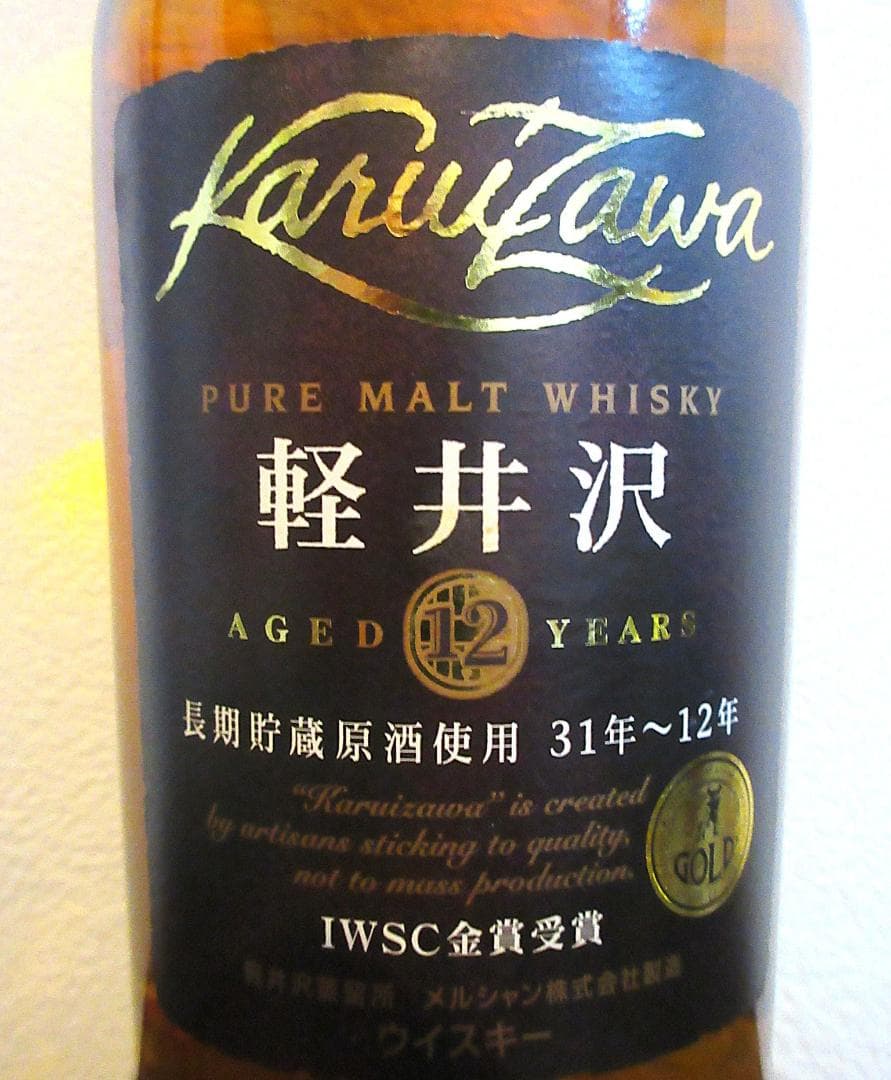 Karuizawa
PURE MALT WHISKY
軽井沢
AGED 12 YEARS
長期貯蔵原酒使用 31年〜12年
"Karuizawa" is created
by artisans sticking to quality,
not to mass production.
GOLD
IWSC金賞受賞
軽井沢蒸留所 メルシャン株式会社製造
ウイスキー